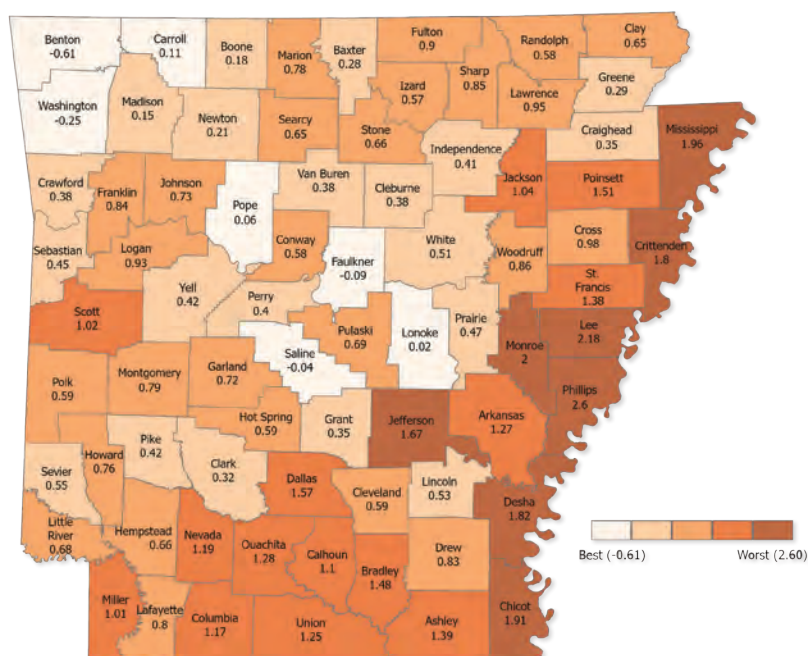 Benton
-0.61
Carroll
0.11
Boone
0.18
Marion
0.78
Baxter
0.28
Fulton
0.9
Randolph
0.58
Clay
0.65
Washington
-0.25
Madison
0.15
Newton
0.21
Searcy
0.65
Stone
0.66
Izard
0.57
Sharp
0.85
Lawrence
0.95
Greene
0.29
Independence
0.41
Craighead
0.35
Mississippi
1.96
Crawford
0.38
Franklin
0.84
Johnson
0.73
Pope
0.06
Van Buren
0.38
Cleburne
0.38
Jackson
1.04
Poinsett
1.51
Sebastian
0.45
Logan
0.93
Conway
0.58
Faulkner
-0.09
White
0.51
Woodruff
0.86
Cross
0.98
Crittenden
1.8
Scott
1.02
Yell
0.42
Perry
0.4
Pulaski
0.69
Lonoke
0.02
Prairie
0.47
St.
Francis
1.38
Lee
2.18
Monroe
2
Saline
-0.04
Polk
0.59
Montgomery
0.79
Garland
0.72
Phillips
2.6
Hot Spring
0.59
Grant
0.35
Jefferson
1.67
Arkansas
1.27
Sevier
0.55
Howard
0.76
Pike
0.42
Clark
0.32
Dallas
1.57
Cleveland
0.59
Lincoln
0.53
Desha
1.82
Little
River
0.68
Hempstead
0.66
Nevada
1.19
Ouachita
1.28
Calhoun
1.1
Bradley
1.48
Drew
0.83
Miller
1.01
Lafayette
0.8
Columbia
1.17
Union
1.25
Ashley
1.39
Chicot
1.91
Best (-0.61)
Worst (2.60)